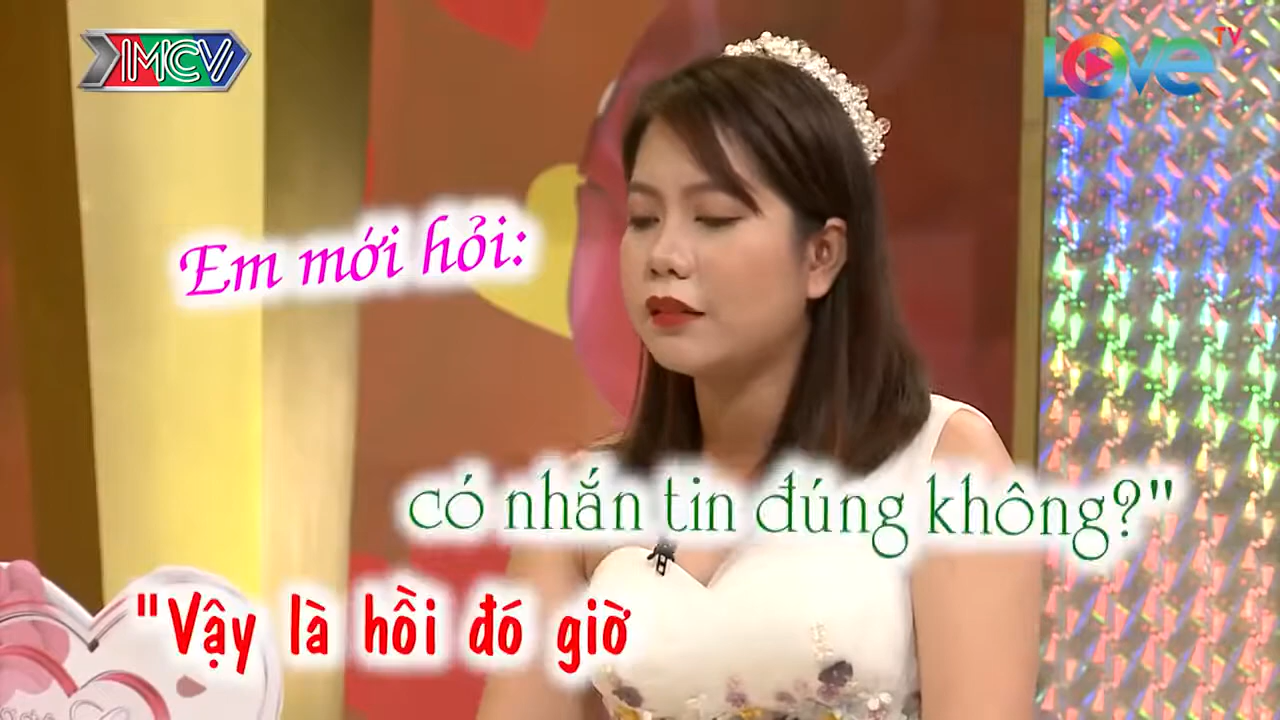 MCV
LOVE TV
Em mới hỏi:
có nhắn tin đúng không?"
"Vậy là hồi đó giờ